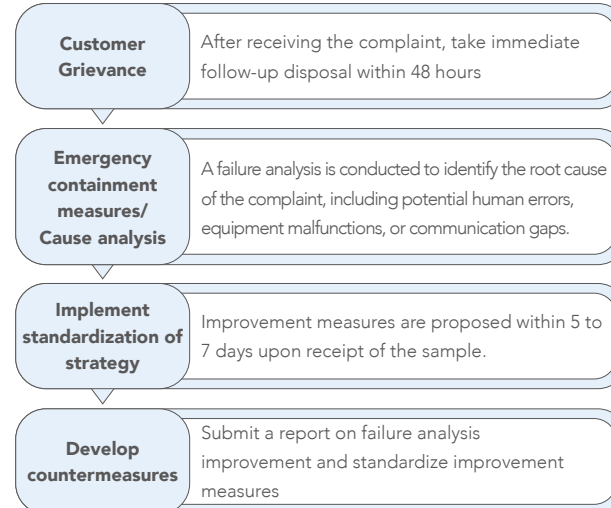 Customer
Grievance
After receiving the complaint, take immediate
follow-up disposal within 48 hours
Emergency
containment
measures/
Cause analysis
A failure analysis is conducted to identify the root cause
of the complaint, including potential human errors,
equipment malfunctions, or communication gaps.
Implement
standardization of
strategy
Improvement measures are proposed within 5 to
7 days upon receipt of the sample.
Develop
countermeasures
Submit a report on failure analysis
improvement and standardize improvement
measures